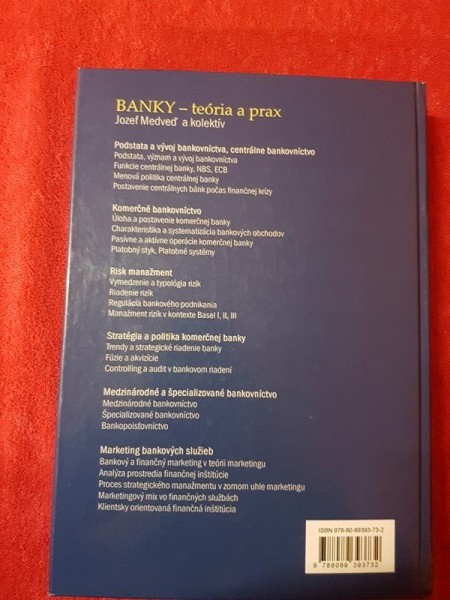 BANKY – teória a prax
Jozef Medveď a kolektív
Podstata a vývoj bankovníctva, centrálne bankovníctvo
Podstata, význam a vývoj bankovníctva
Funkcie centrálnej banky, NBS, ECB
Menová politika centrálnej banky
Postavenie centrálnych bánk počas finančnej krízy
Komerčné bankovníctvo
Úloha a postavenie komerčnej banky
Charakteristika a systematizácia bankových obchodov
Pasívne a aktívne operácie komerčnej banky
Platobný styk, Platobné systémy
Risk manažment
Vymedzenie a typológia rizík
Riadenie rizík
Regulácia bankového podnikania
Manažment rizík v kontexte Basel I, II, III
Stratégia a politika komerčnej banky
Trendy a strategické riadenie banky
Fúzie a akvizície
Controlling a audit v bankovom riadení
Medzinárodné a špecializované bankovníctvo
Medzinárodné bankovníctvo
Špecializované bankovníctvo
Bankopoisťovníctvo
Marketing bankových služieb
Bankový a finančný marketing v teórii marketingu
Analýza prostredia finančnej inštitúcie
Proces strategického manažmentu v zornom uhle marketingu
Marketingový mix vo finančných službách
Klientsky orientovaná finančná inštitúcia
ISBN 978-80-89393-73-2
9 788089 393732